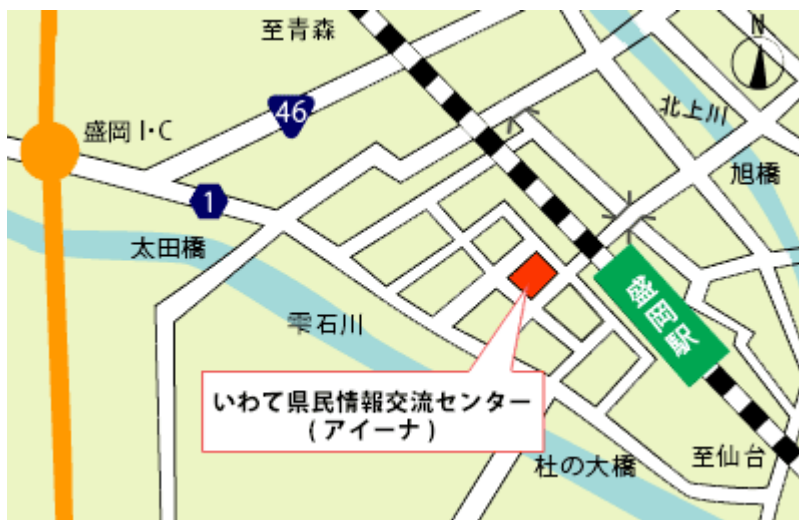 至青森
N
46
北上川
盛岡I・C
旭橋
1
太田橋
盛岡駅
雫石川
いわて県民情報交流センター
(アイーナ)
至仙台
杜の大橋